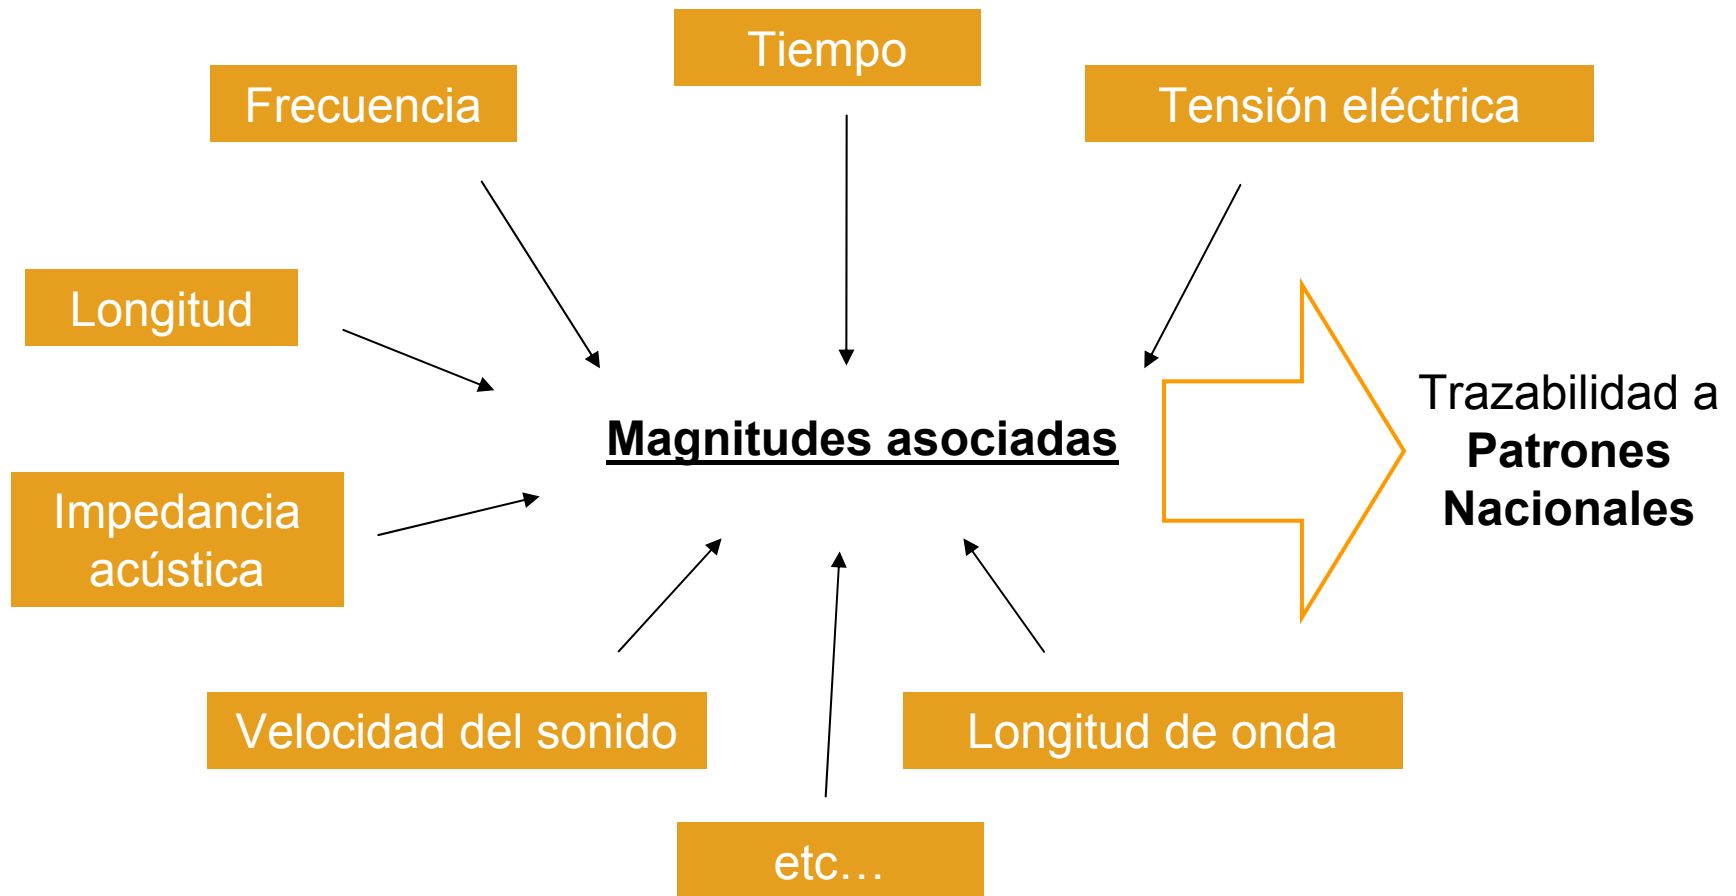 Tiempo
Frecuencia
Tensión eléctrica
Longitud
Trazabilidad a
Patrones
Nacionales
Magnitudes asociadas
Impedancia
acústica
Velocidad del sonido
Longitud de onda
etc…